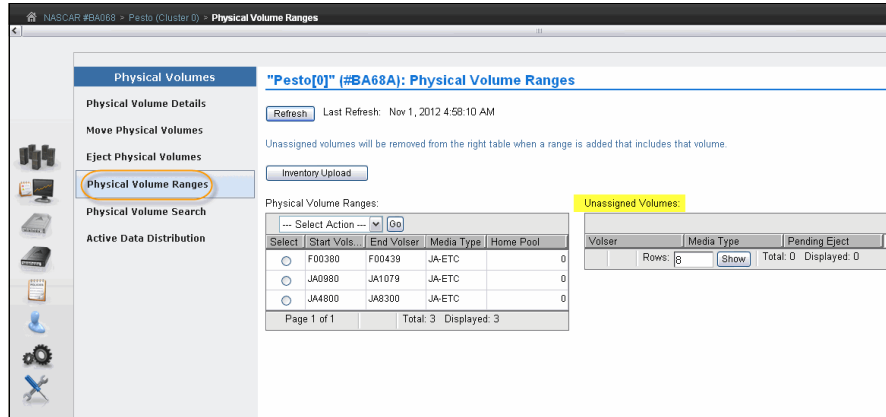 NASCAR #BA068 > Pesto (Cluster 0) > Physical Volume Ranges
Physical Volumes
Physical Volume Details
Move Physical Volumes
Eject Physical Volumes
Physical Volume Ranges
Physical Volume Search
Active Data Distribution
"Pesto[0]" (#BA68A): Physical Volume Ranges
Refresh Last Refresh: Nov 1, 2012 4:58:10 AM
Unassigned volumes will be removed from the right table when a range is added that includes that volume.
Inventory Upload
Physical Volume Ranges:
--- Select Action --- Go
Select Start Vols... End Volser Media Type Home Pool
F00380 F00439 JA-ETC 0
JA0980 JA1079 JA-ETC 0
JA4800 JA8300 JA-ETC 0
Page 1 of 1 Total: 3 Displayed: 3
Unassigned Volumes:
Volser Media Type Pending Eject
Rows: 8 Show Total: 0 Displayed: 0